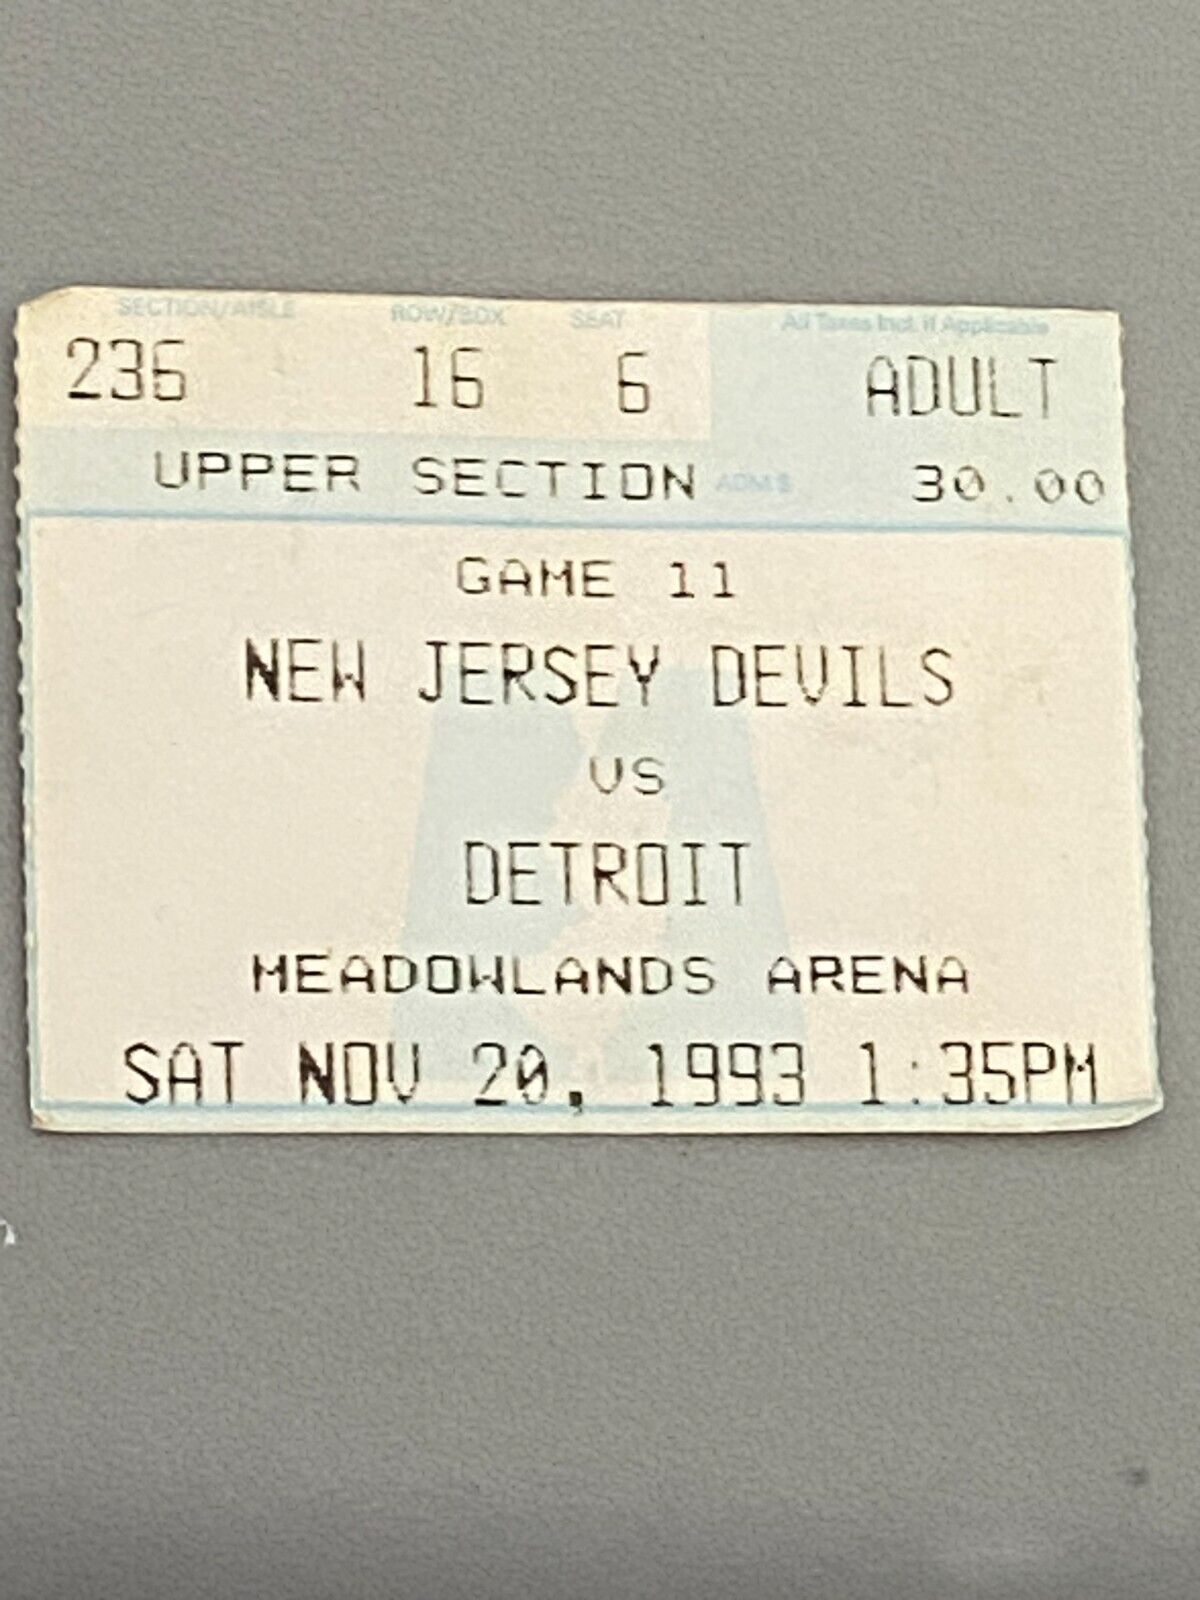 SECTION/AISLE ROW/BOX SEAT All Taxes Incl. If Applicable
236 16 6 ADULT
UPPER SECTION ADM $ 30.00
GAME 11
NEW JERSEY DEVILS
VS
DETROIT
MEADOWLANDS ARENA
SAT NOV 20, 1993 1:35PM